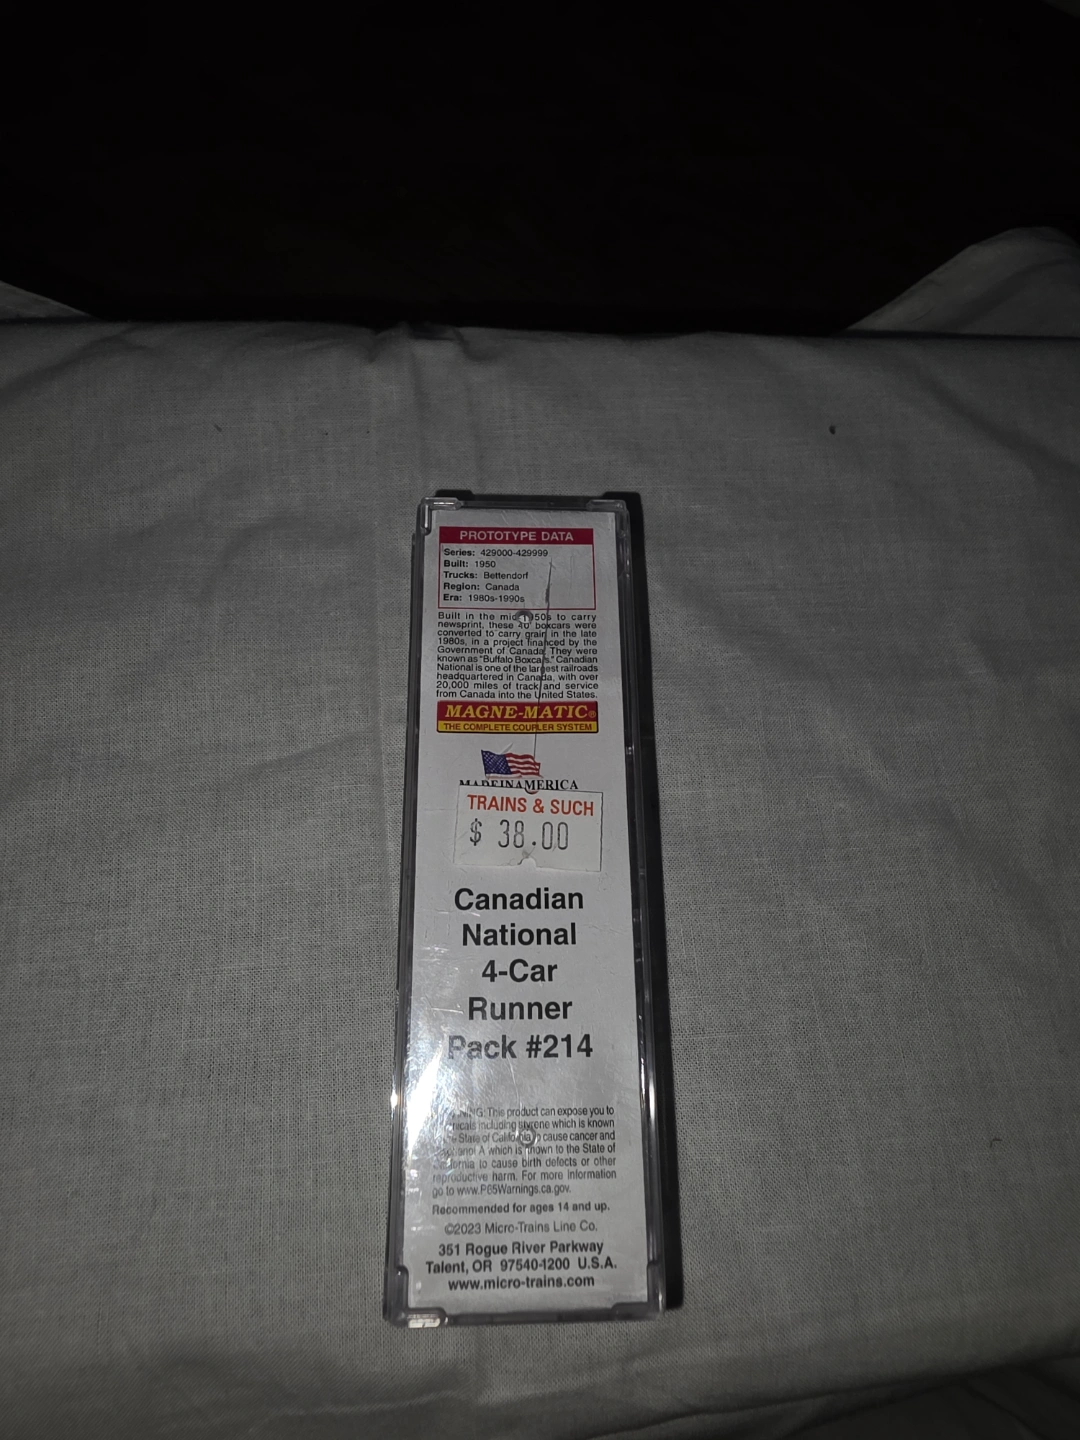 PROTOTYPE DATA
Series: 429000-429999
Built: 1950
Trucks: Bettendorf
Region: Canada
Era: 1980s-1990s
Built in the mid 1950s to carry
newsprint, these 40' boxcars were
converted to carry grain in the late
1980s, in a project financed by the
Government of Canada. They were
known as "Buffalo Boxcars." Canadian
National is one of the largest railroads
headquartered in Canada, with over
20,000 miles of track and service
from Canada into the United States.
MAGNE-MATIC®
THE COMPLETE COUPLER SYSTEM
MADE IN AMERICA
TRAINS & SUCH
$ 38.00
Canadian
National
4-Car
Runner
Pack #214
This product can expose you to
including styrene which is known
State of California to cause cancer and
A which is known to the State of
California to cause birth defects or other
reproductive harm. For more information
go to www.P65Warnings.ca.gov.
Recommended for ages 14 and up.
©2023 Micro-Trains Line Co.
351 Rogue River Parkway
Talent, OR 97540-1200 U.S.A.
www.micro-trains.com